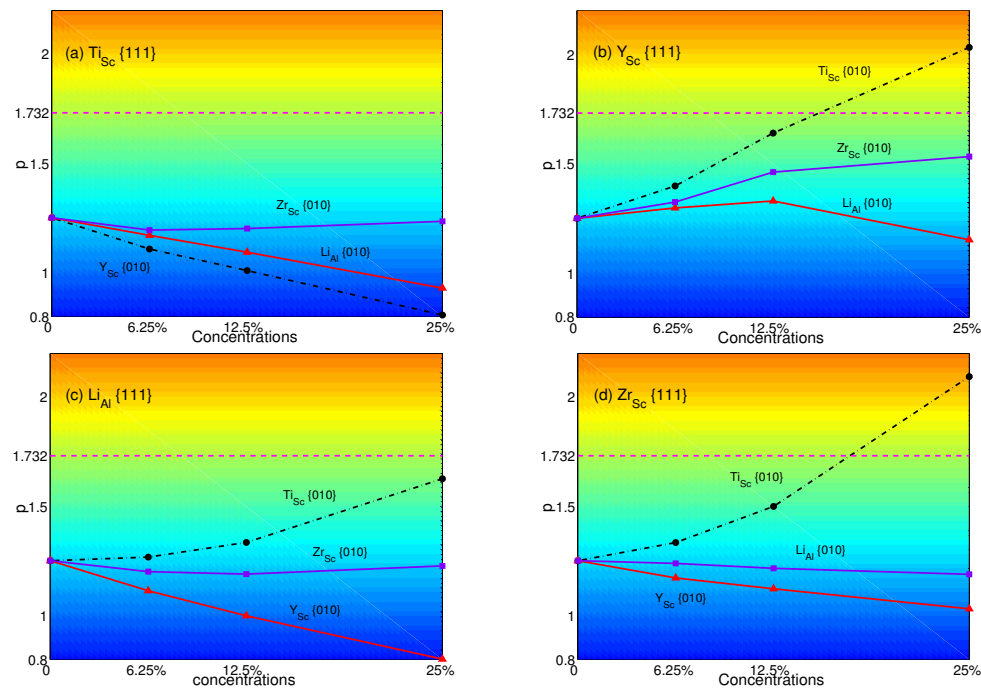 (a) Ti_Sc {111}
2
1.732
1.5
1
0.8
ρ
Zr_Sc {010}
Li_Al {010}
Y_Sc {010}
0
6.25%
12.5%
25%
Concentrations
(b) Y_Sc {111}
2
1.732
1.5
1
0.8
ρ
Ti_Sc {010}
Zr_Sc {010}
Li_Al {010}
0
6.25%
12.5%
25%
Concentrations
(c) Li_Al {111}
2
1.732
1.5
1
0.8
ρ
Ti_Sc {010}
Zr_Sc {010}
Y_Sc {010}
0
6.25%
12.5%
25%
concentrations
(d) Zr_Sc {111}
2
1.732
1.5
1
0.8
ρ
Ti_Sc {010}
Li_Al {010}
Y_Sc {010}
0
6.25%
12.5%
25%
Concentrations